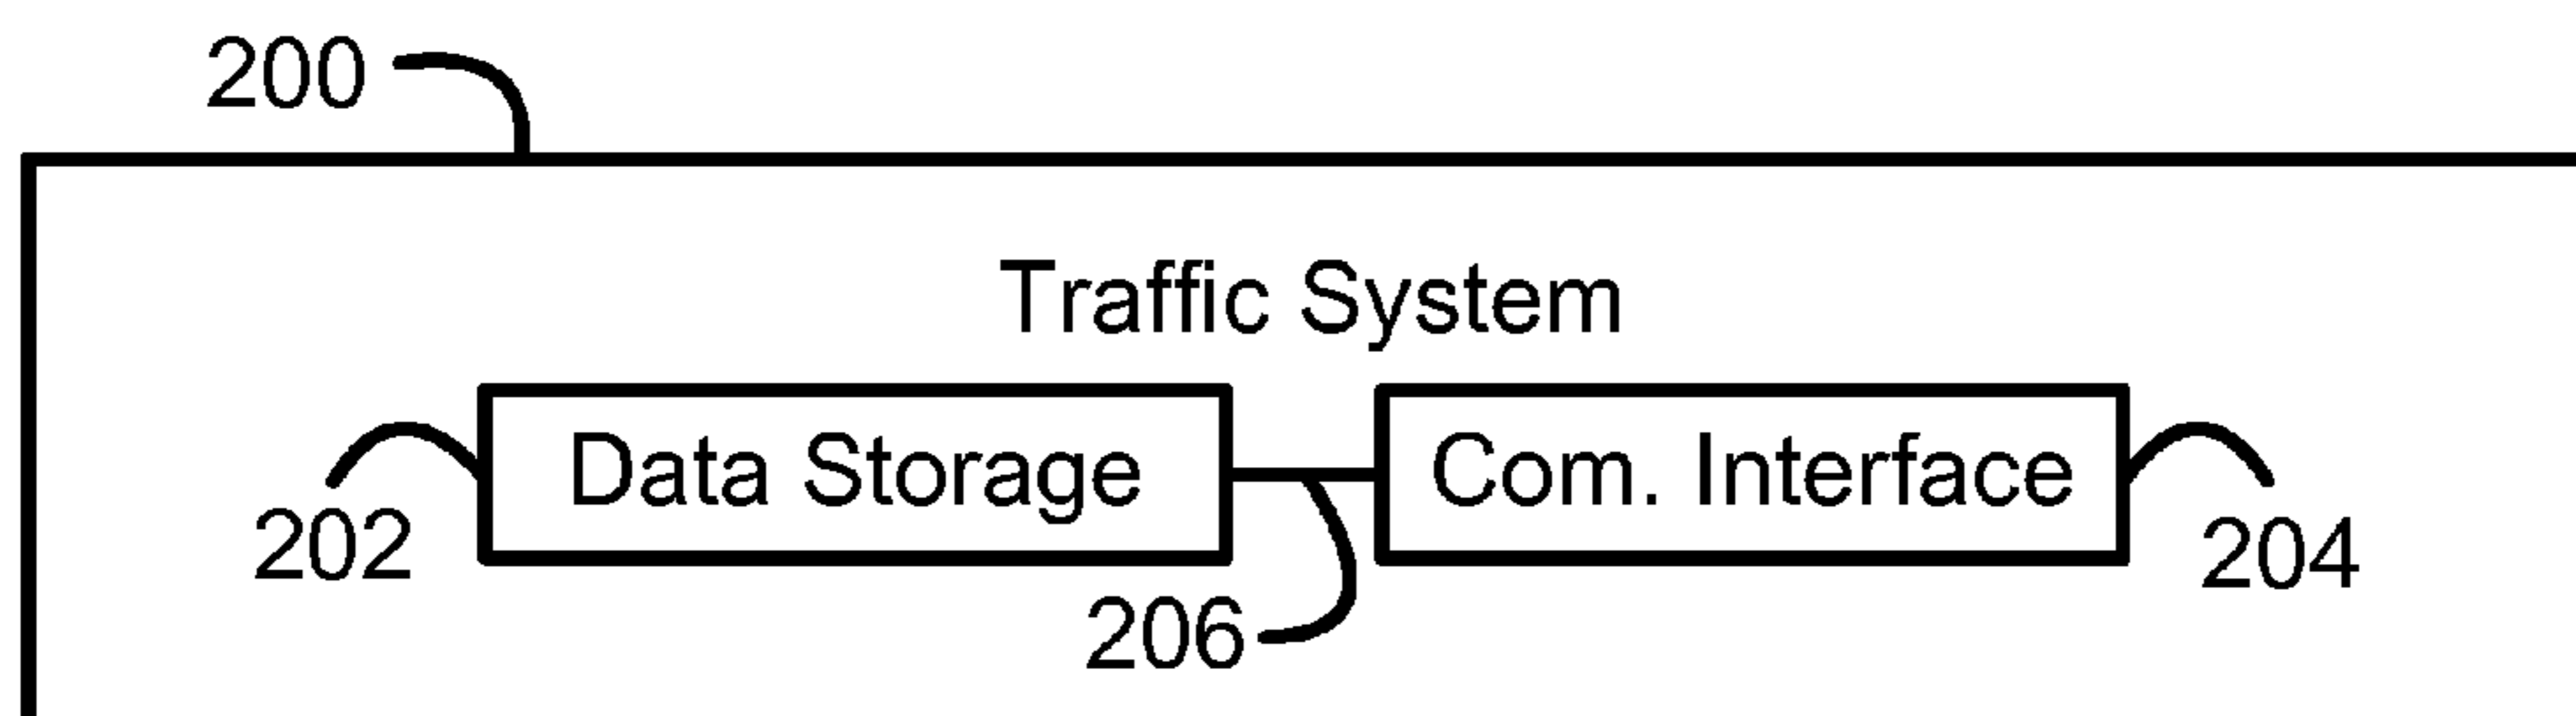 200
Traffic System
Data Storage
Com. Interface
202
204
206